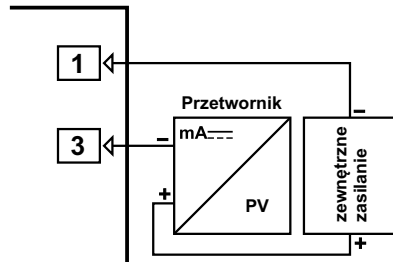 1
Przetwornik
3
–
mA
–
+
PV
zewnętrzne
zasilanie
+